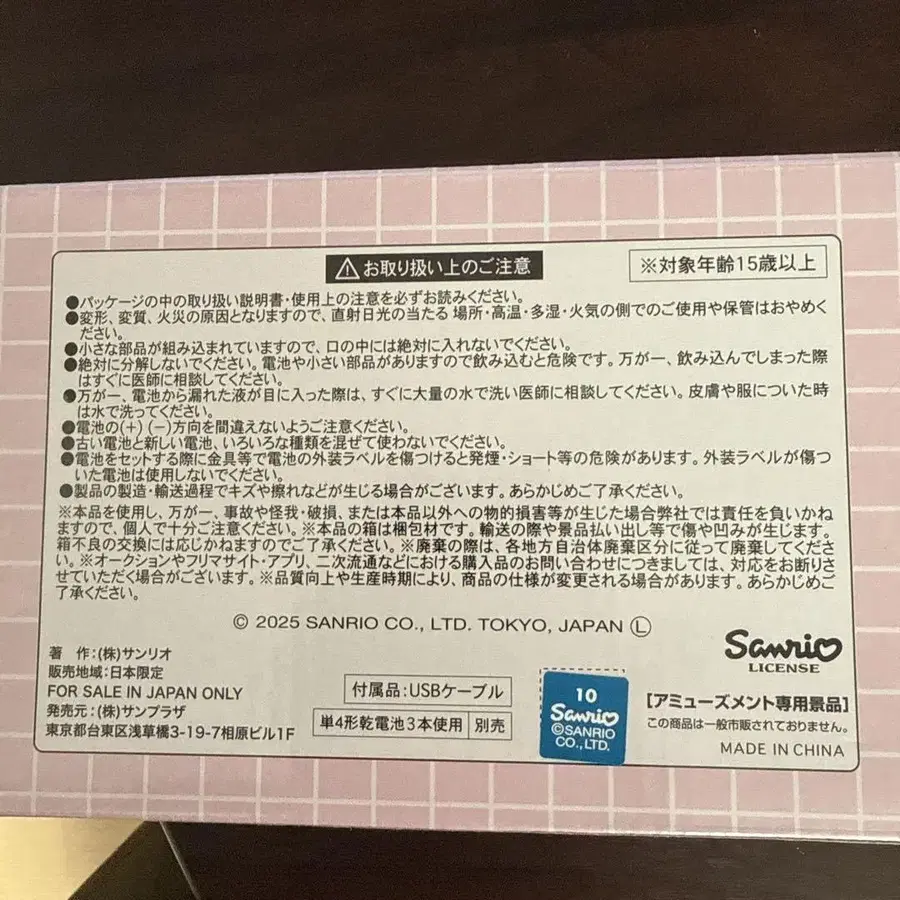 ⚠お取り扱い上のご注意
※対象年齢15歳以上
●パッケージの中の取り扱い説明書・使用上の注意を必ずお読みください。
●変形、変質、火災の原因となりますので、直射日光の当たる 場所・高温・多湿・火気の側でのご使用や保管はおやめく
ださい。
●小さな部品が組み込まれていますので、口の中には絶対に入れないでください。
●絶対に分解しないでください。電池や小さい部品がありますので飲み込むと危険です。万が一、飲み込んでしまった際
はすぐに医師に相談してください。
●万が一、電池から漏れた液が目に入った際は、すぐに大量の水で洗い医師に相談してください。皮膚や服についた時
は水で洗ってください。
●電池の(+)(−)方向を間違えないようご注意ください。
●古い電池と新しい電池、いろいろな種類を混ぜて使わないでください。
●電池をセットする際に金具等で電池の外装ラベルを傷つけると発煙・ショート等の危険があります。外装ラベルが傷つ
いた電池は使用しないでください。
●製品の製造・輸送過程でキズや擦れなどが生じる場合がございます。あらかじめご了承ください。
※本品を使用し、万が一、事故や怪我・破損、または本品以外への物的損害等が生じた場合弊社では責任を負いかね
ますので、個人で十分ご注意ください。※本品の箱は梱包材です。輸送の際や景品払い出し等で傷や凹みが生じます。
箱不良の交換には応じかねますのでご了承ください。※廃棄の際は、各地方自治体廃棄区分に従って廃棄してくださ
い。※オークションやフリマサイト・アプリ、二次流通などにおける購入品のお問い合わせにつきましては、対応をお断りさ
せていただく場合がございます。※品質向上や生産時期により、商品の仕様が変更される場合があります。あらかじめご
了承ください。
© 2025 SANRIO CO., LTD. TOKYO, JAPAN Ⓛ
著 作:(株)サンリオ
販売地域:日本限定
FOR SALE IN JAPAN ONLY
発売元:(株)サンプラザ
東京都台東区浅草橋3-19-7相原ビル1F
付属品:USBケーブル
単4形乾電池3本使用 別売
10
Sanrio
©SANRIO
CO., LTD.
Sanrio
LICENSE
【アミューズメント専用景品】
この商品は一般市販されておりません。
MADE IN CHINA